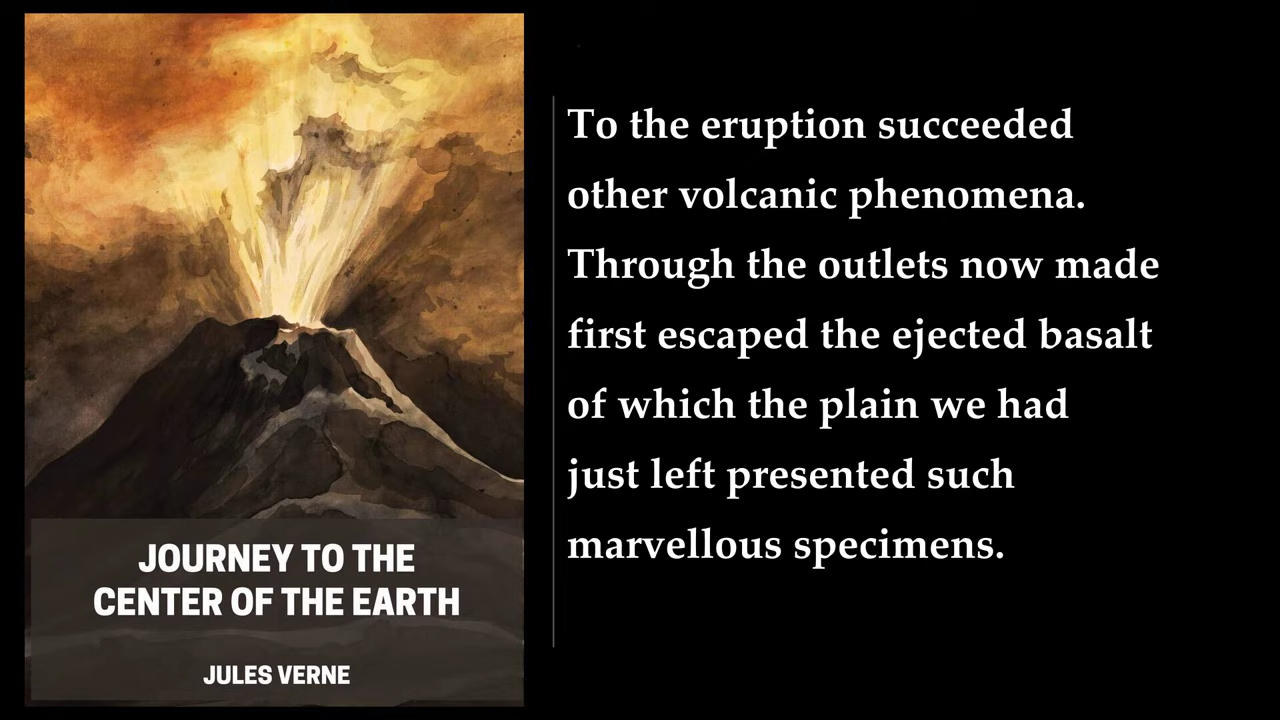 JOURNEY TO THE
CENTER OF THE EARTH
JULES VERNE
To the eruption succeeded
other volcanic phenomena.
Through the outlets now made
first escaped the ejected basalt
of which the plain we had
just left presented such
marvellous specimens.